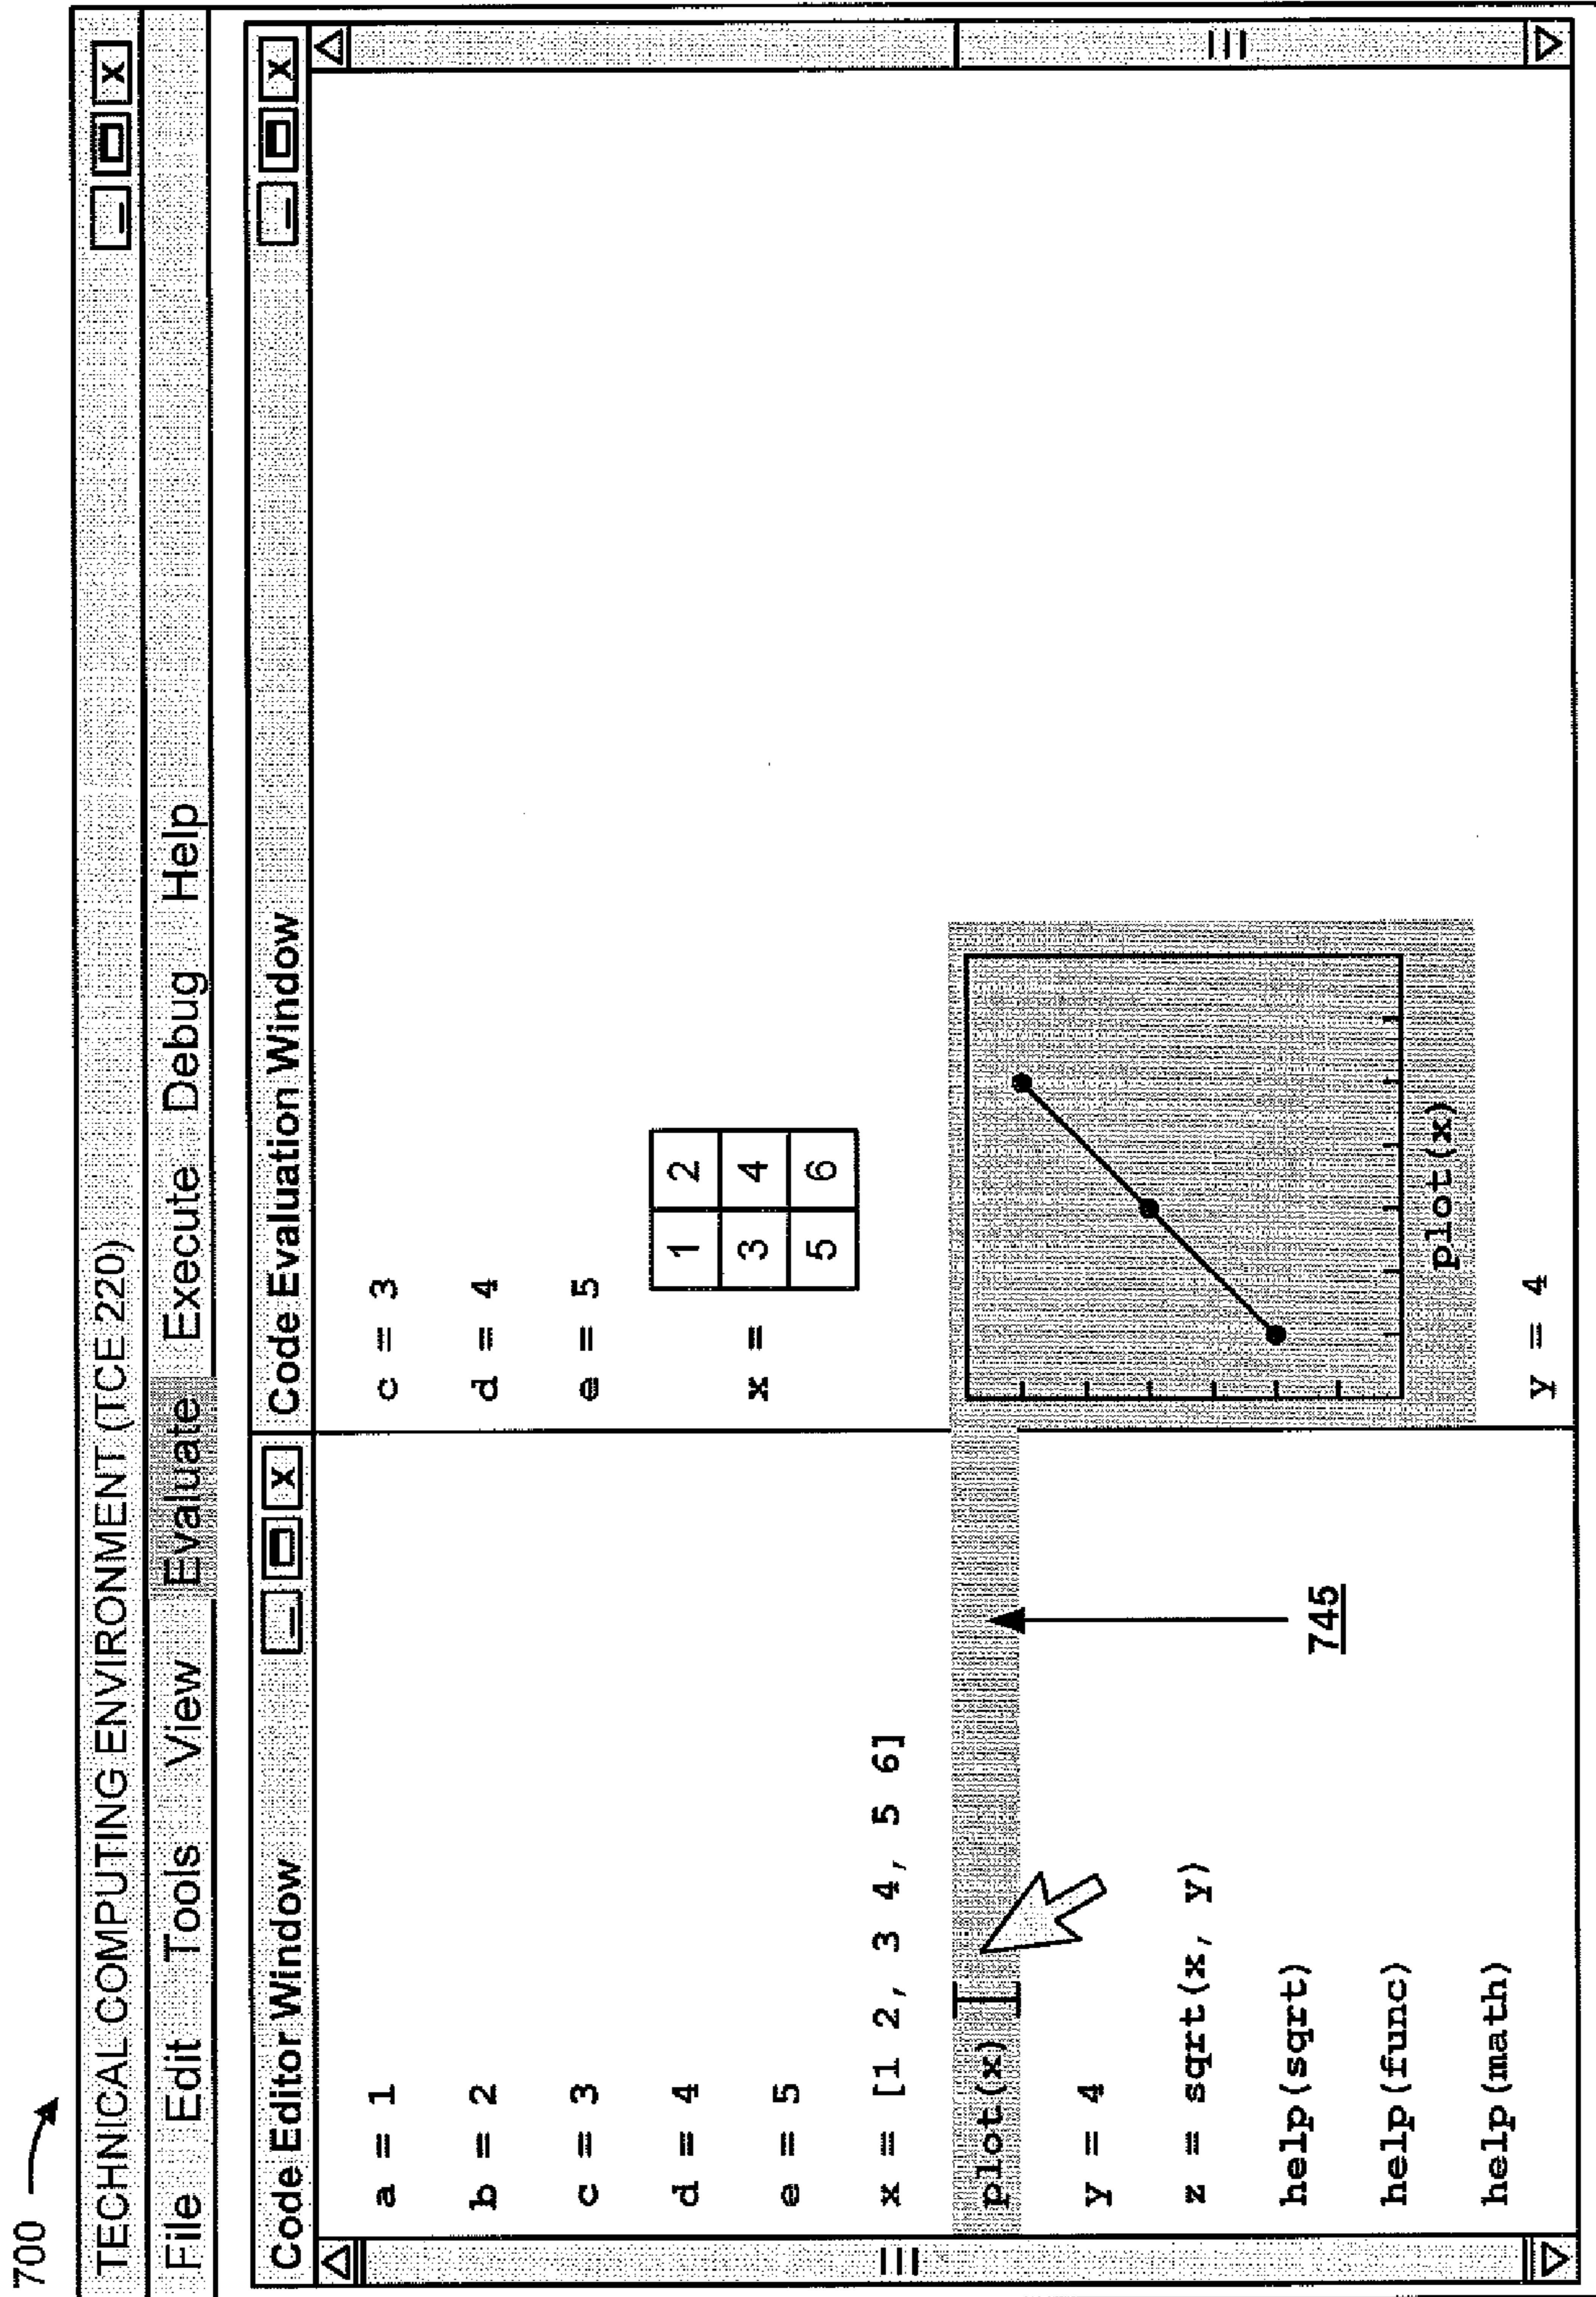 700
TECHNICAL COMPUTING ENVIRONMENT (TCE 220)
File Edit Tools View Evaluate Execute Debug Help
Code Editor Window
a = 1
b = 2
c = 3
d = 4
e = 5
x = [1 2, 3 4, 5 6]
plot(x)
y = 4
z = sqrt(x, y)
help(sqrt)
help(func)
help(math)
745
Code Evaluation Window
c = 3
d = 4
e = 5
x =
1 2
3 4
5 6
plot(x)
y = 4